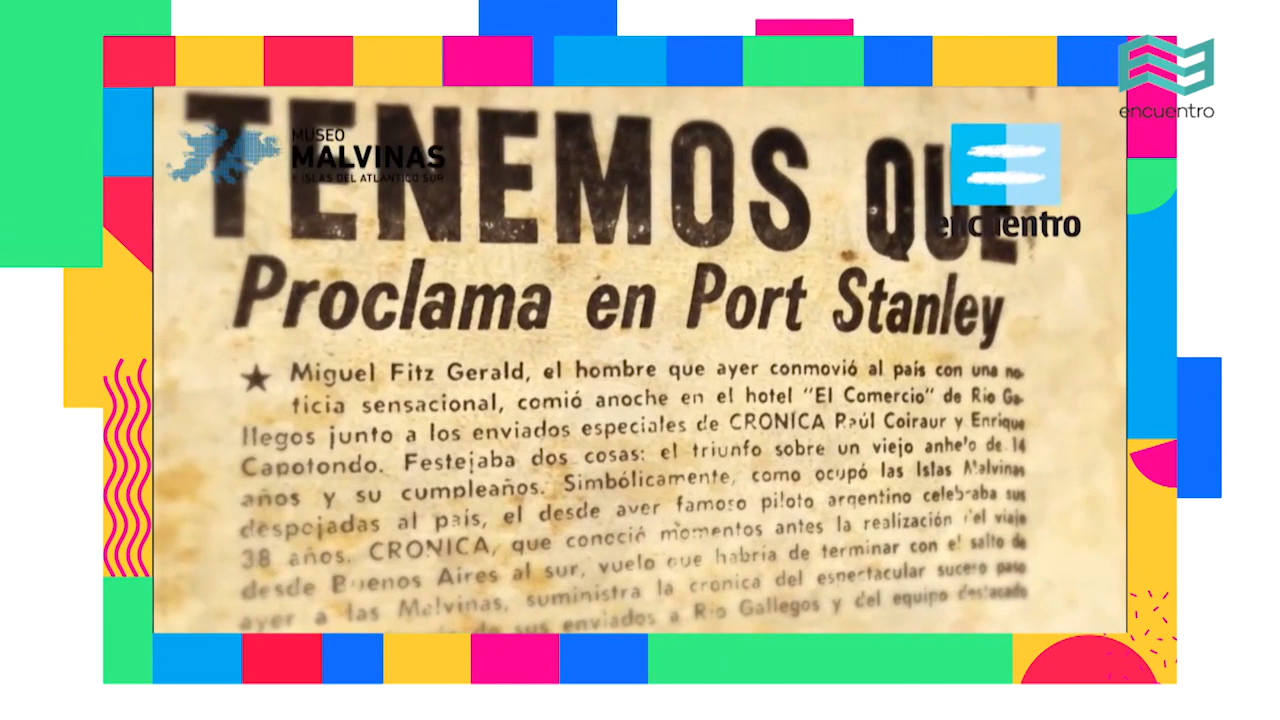 encuentro
MUSEO
MALVINAS
E ISLAS DEL ATLÁNTICO SUR
encuentro
TENEMOS QUE
Proclama en Port Stanley
★ Miguel Fitz Gerald, el hombre que ayer conmovió al país con una no-
ticia sensacional, comió anoche en el hotel "El Comercio" de Rio Ga-
llegos junto a los enviados especiales de CRONICA Raúl Coiraur y Enrique
Capotondo. Festejaba dos cosas: el triunfo sobre un viejo anhelo de 14
años y su cumpleaños. Simbólicamente, como ocupó las Islas Malvinas
despojadas al país, el desde ayer famoso piloto argentino celebraba sus
38 años. CRONICA, que conoció momentos antes la realización del viaje
desde Buenos Aires al sur, vuelo que habría de terminar con el salto de
ayer a las Malvinas, suministra la cronica del espectacular suceso paso
de sus enviados a Rio Gallegos y del equipo destacado